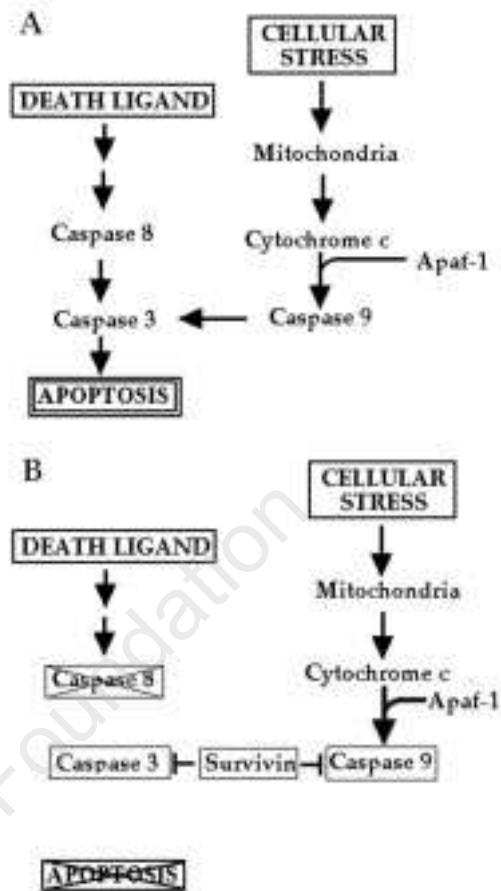 A
CELLULAR
STRESS
DEATH LIGAND
Mitochondria
Caspase 8
Cytochrome c
Apaf-1
Caspase 3
Caspase 9
APOPTOSIS
B
CELLULAR
STRESS
DEATH LIGAND
Mitochondria
Caspase 8
Cytochrome c
Apaf-1
Caspase 3
Survivin
Caspase 9
APOPTOSIS
Foundation